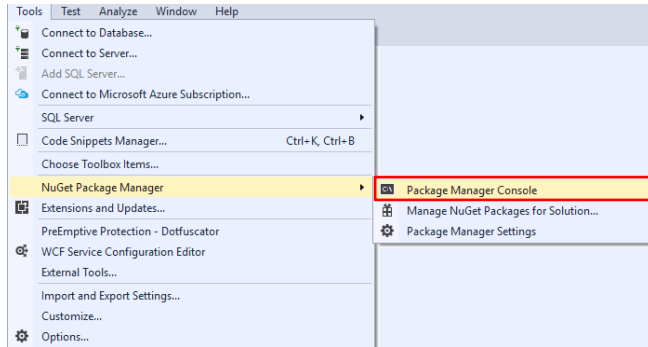 Tools Test Analyze Window Help
Connect to Database...
Connect to Server...
Add SQL Server...
Connect to Microsoft Azure Subscription...
SQL Server
Code Snippets Manager... Ctrl+K, Ctrl+B
Choose Toolbox Items...
NuGet Package Manager
C:\ Package Manager Console
Extensions and Updates...
Manage NuGet Packages for Solution...
PreEmptive Protection - Dotfuscator
Package Manager Settings
WCF Service Configuration Editor
External Tools...
Import and Export Settings...
Customize...
Options...